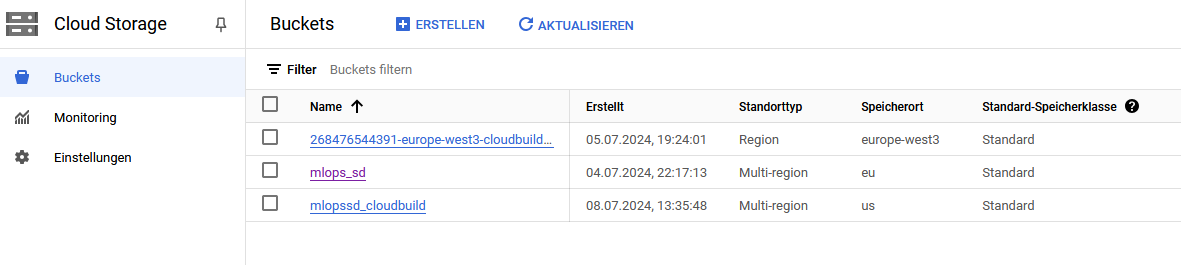 Cloud Storage
Buckets ERSTELLEN AKTUALISIEREN
Buckets
Monitoring
Einstellungen
Filter Buckets filtern
Name Erstellt Standorttyp Speicherort Standard-Speicherklasse ?
268476544391-europe-west3-cloudbuild... 05.07.2024, 19:24:01 Region europe-west3 Standard
mlops_sd 04.07.2024, 22:17:13 Multi-region eu Standard
mlopssd_cloudbuild 08.07.2024, 13:35:48 Multi-region us Standard